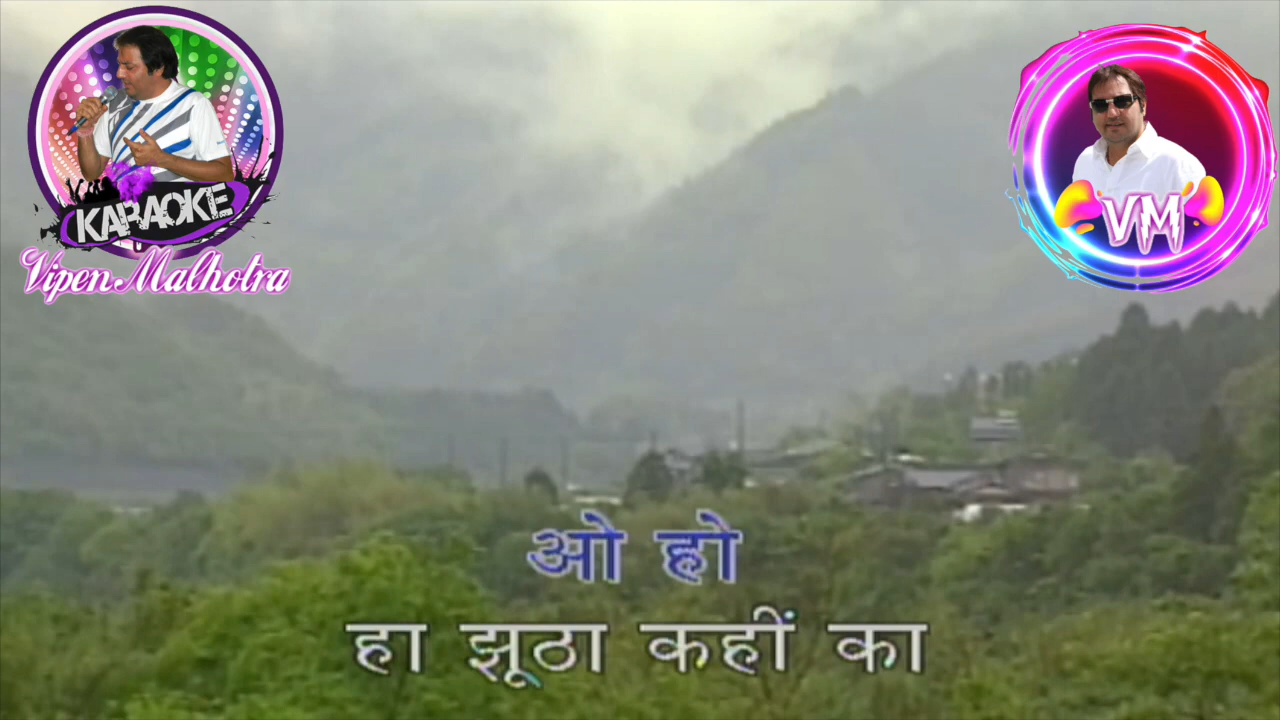 KARAOKE
Vipen Malhotra
VM
ओ हो
हा झूठा कहीं का